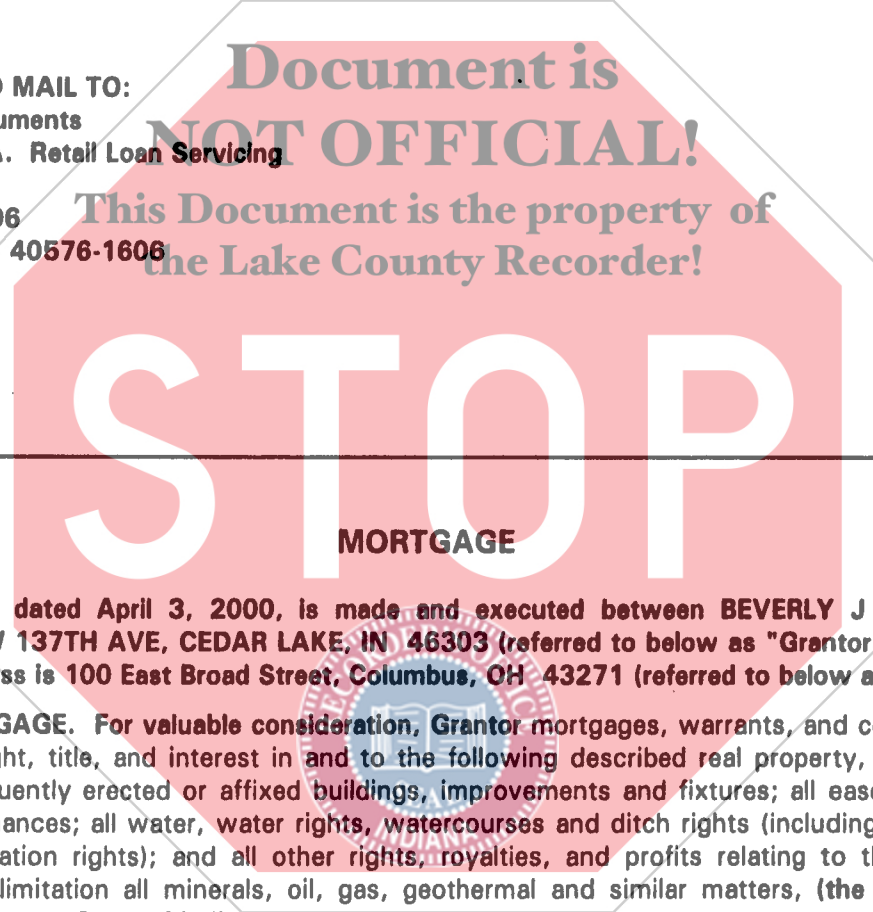 Document is
NOT OFFICIAL!
This Document is the property of
the Lake County Recorder!
STOP
MAIL TO:
uments
. Retail Loan Servicing
40576-1606
MORTGAGE
dated April 3, 2000, is made and executed between BEVERLY J
137TH AVE, CEDAR LAKE, IN 46303 (referred to below as "Grantor
ss is 100 East Broad Street, Columbus, OH 43271 (referred to below a
GAGE. For valuable consideration, Grantor mortgages, warrants, and c
ht, title, and interest in and to the following described real property,
uently erected or affixed buildings, improvements and fixtures; all eas
ances; all water, water rights, watercourses and ditch rights (including
ation rights); and all other rights, royalties, and profits relating to t
limitation all minerals, oil, gas, geothermal and similar matters, (the